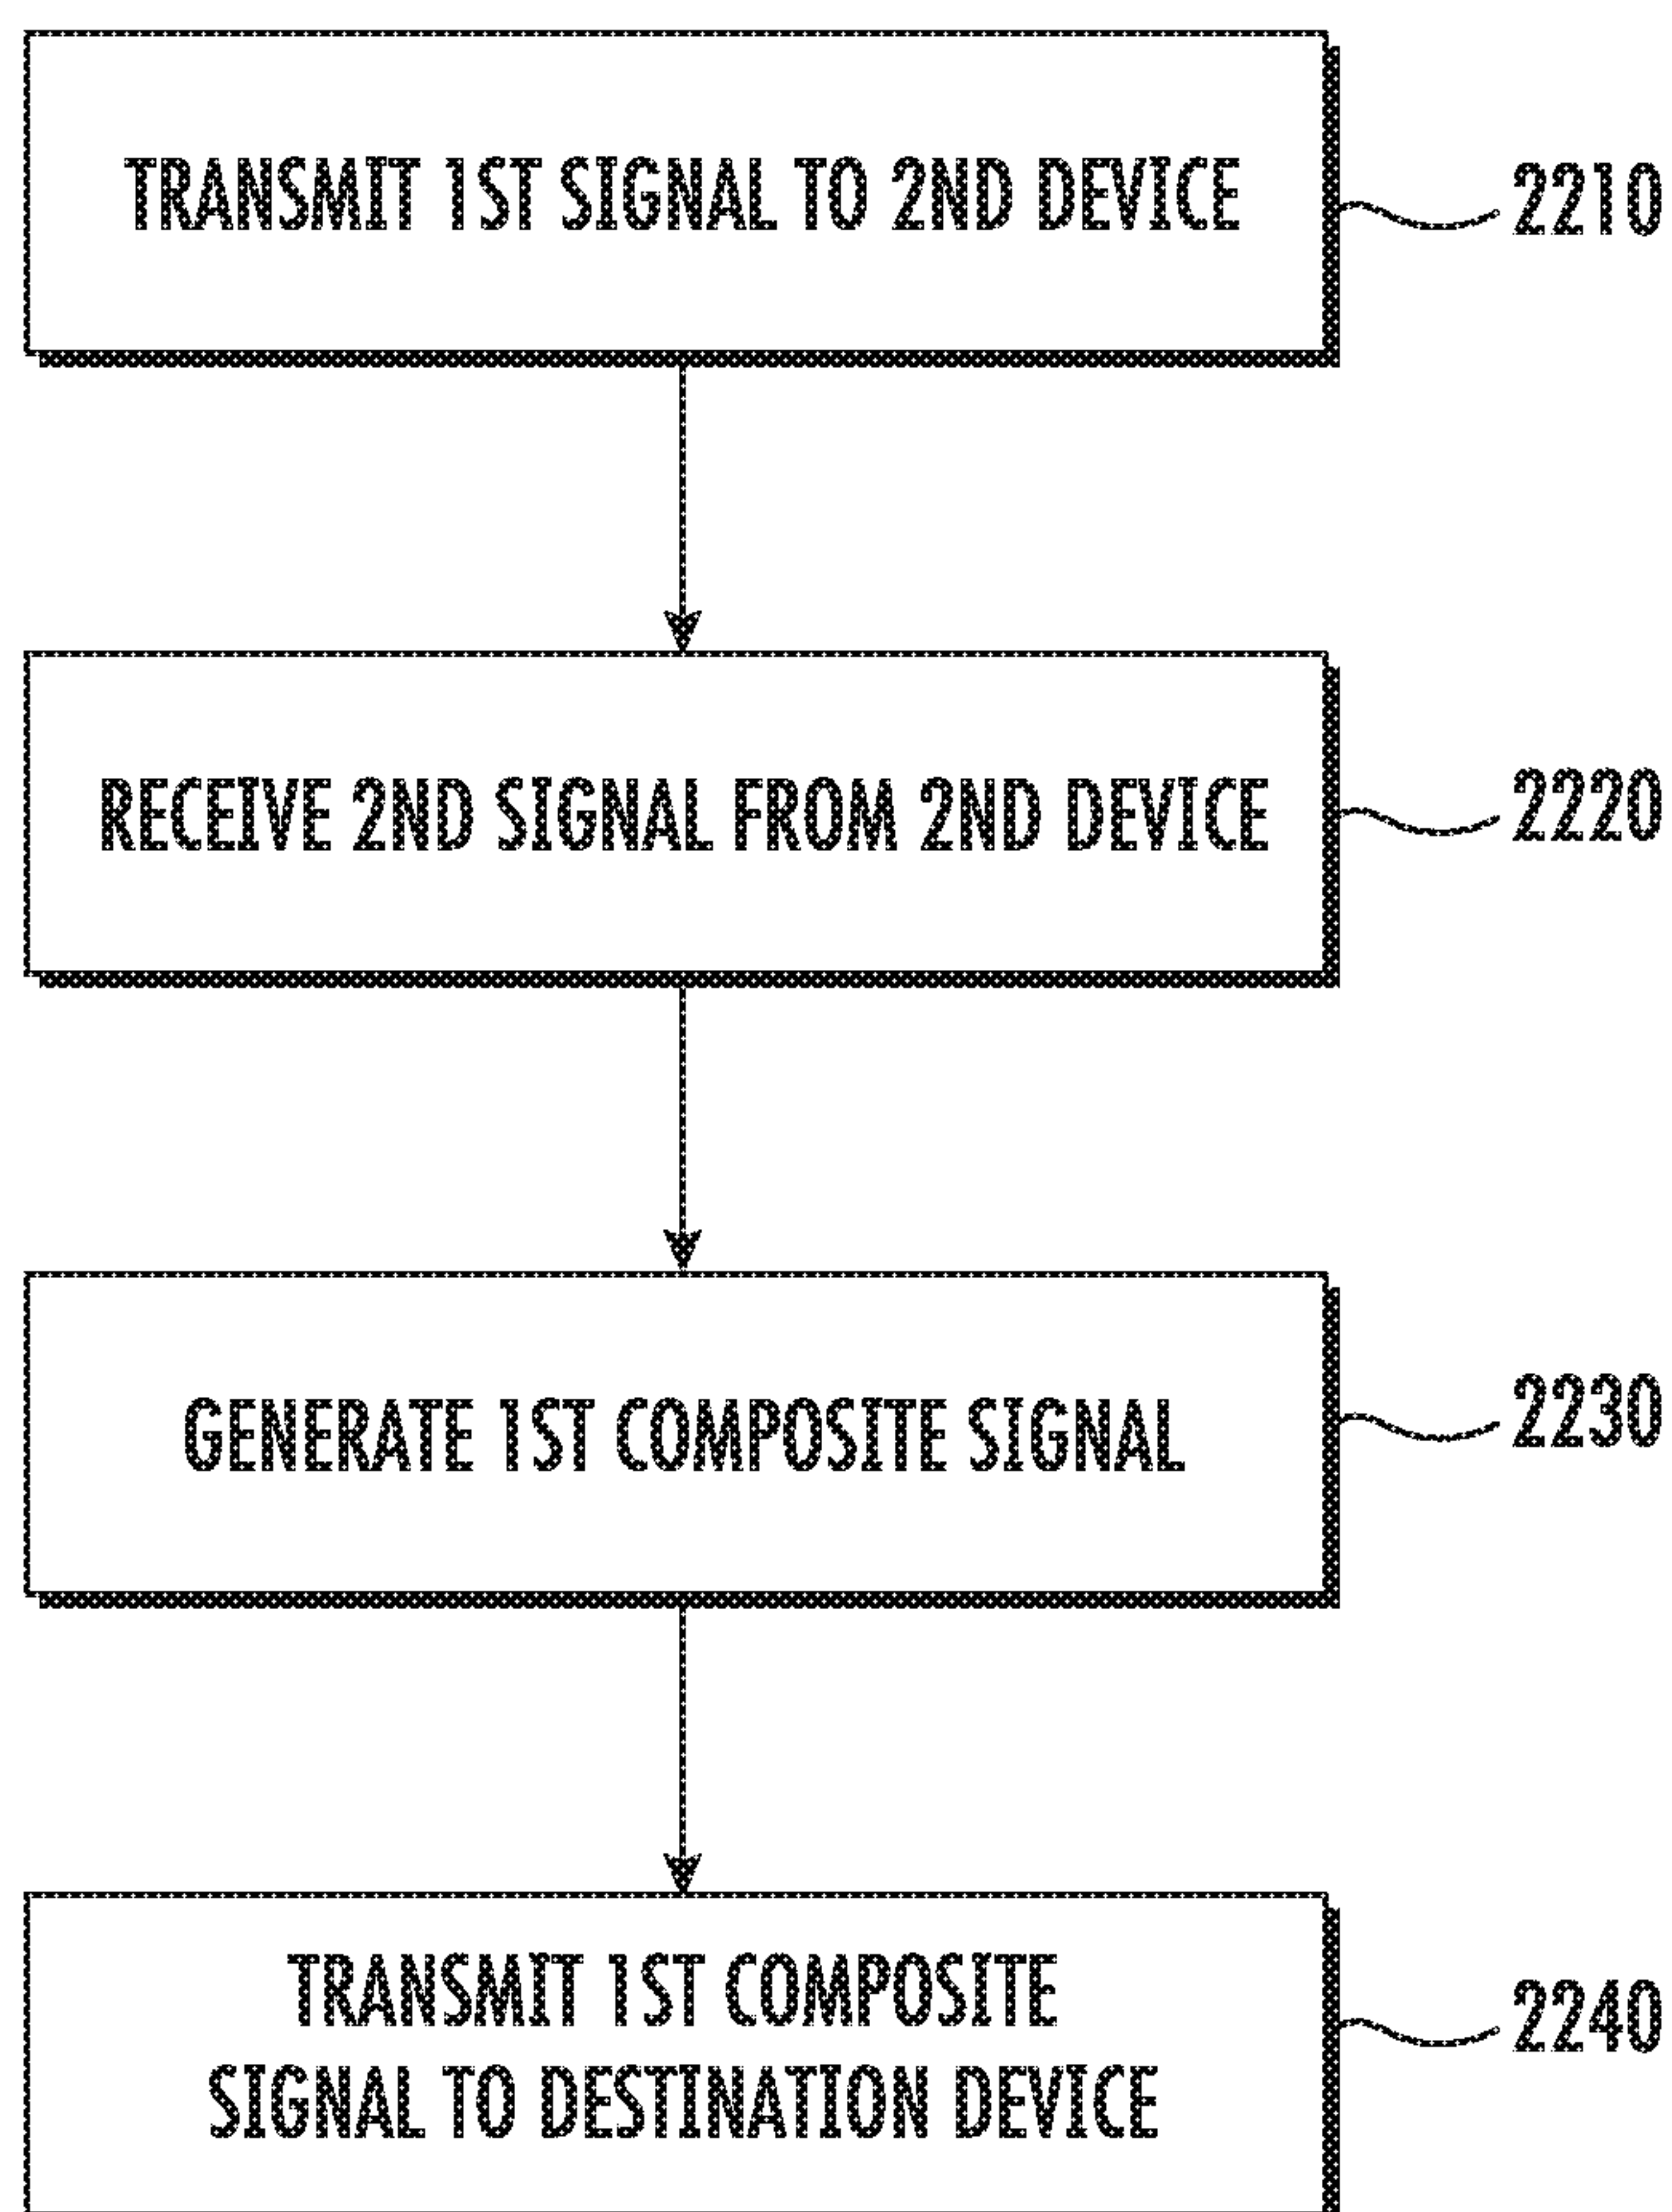 TRANSMIT 1ST SIGNAL TO 2ND DEVICE
2210
RECEIVE 2ND SIGNAL FROM 2ND DEVICE
2220
GENERATE 1ST COMPOSITE SIGNAL
2230
TRANSMIT 1ST COMPOSITE
SIGNAL TO DESTINATION DEVICE
2240